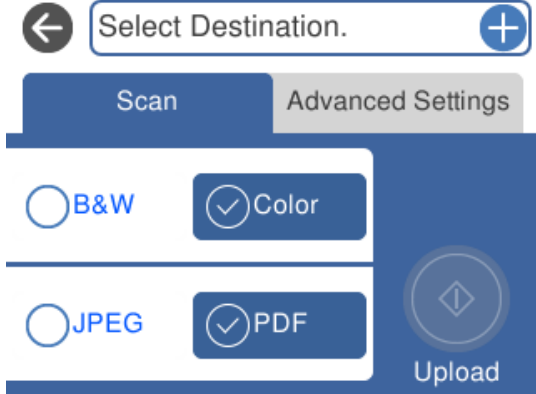 Select Destination.
Scan Advanced Settings
B&W Color
JPEG PDF
Upload